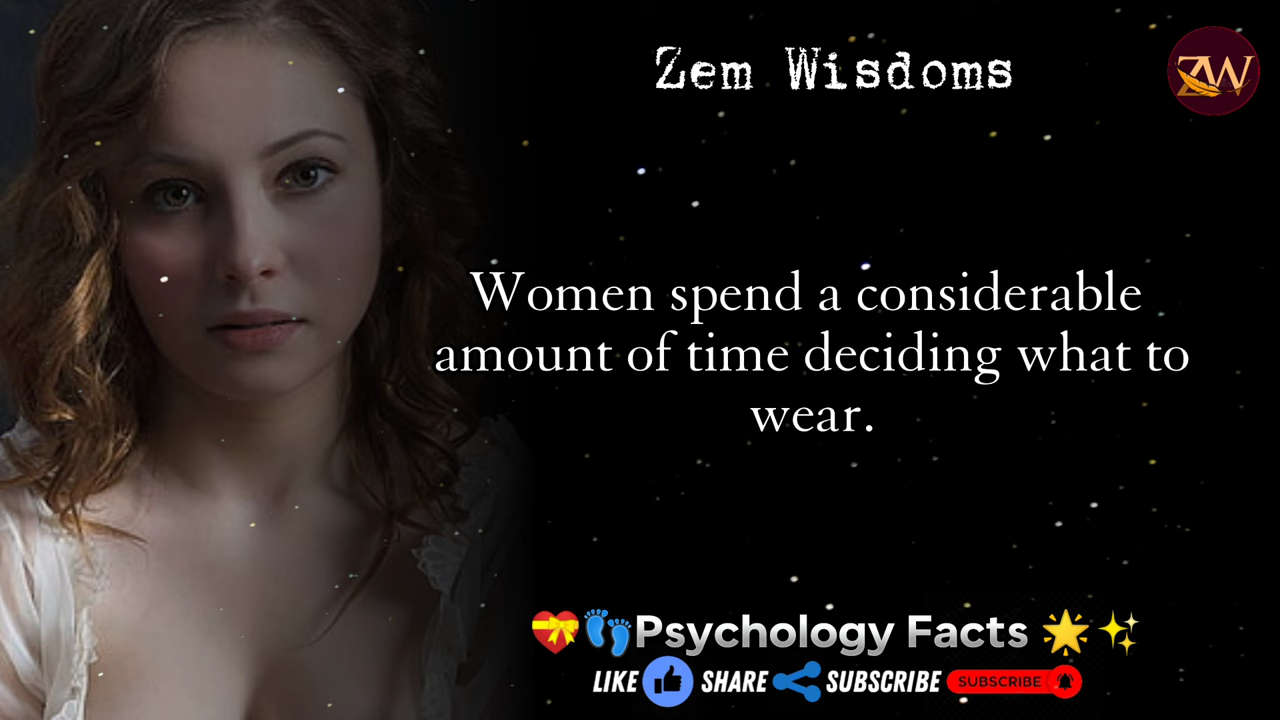 Zem Wisdoms
ZW
Women spend a considerable
amount of time deciding what to
wear.
💝👣Psychology Facts 🌟✨
LIKE SHARE SUBSCRIBE SUBSCRIBE